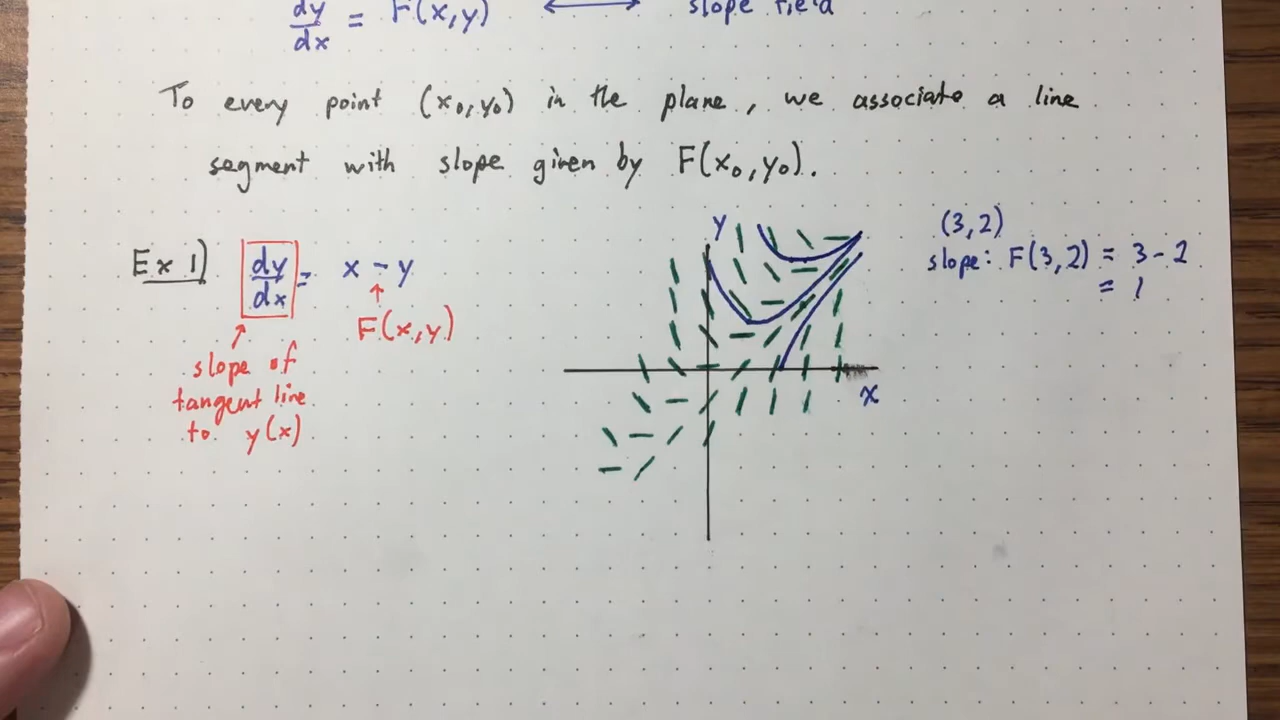 dy/dx = F(x,y) ⟷ slope field
To every point (x₀,y₀) in the plane, we associate a line
segment with slope given by F(x₀,y₀).
Ex 1) dy/dx = x - y
↑
F(x,y)
slope of
tangent line
to y(x)
y
x
(3,2)
slope: F(3,2) = 3-2
= 1